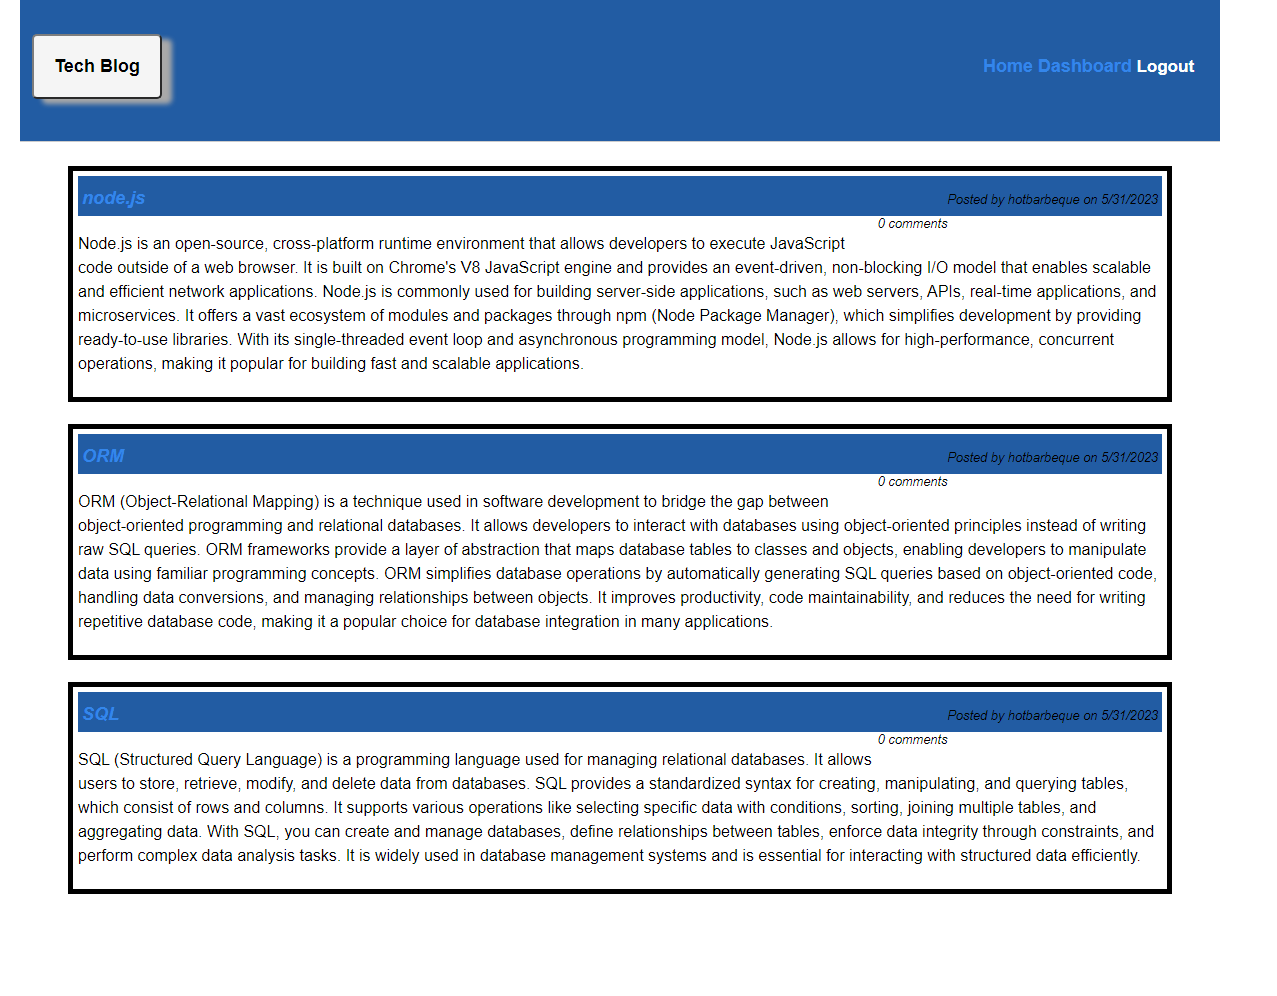 Tech Blog
Home Dashboard Logout
node.js
Posted by hotbarbeque on 5/31/2023
0 comments
Node.js is an open-source, cross-platform runtime environment that allows developers to execute JavaScript
code outside of a web browser. It is built on Chrome's V8 JavaScript engine and provides an event-driven, non-blocking I/O model that enables scalable
and efficient network applications. Node.js is commonly used for building server-side applications, such as web servers, APIs, real-time applications, and
microservices. It offers a vast ecosystem of modules and packages through npm (Node Package Manager), which simplifies development by providing
ready-to-use libraries. With its single-threaded event loop and asynchronous programming model, Node.js allows for high-performance, concurrent
operations, making it popular for building fast and scalable applications.
ORM
Posted by hotbarbeque on 5/31/2023
0 comments
ORM (Object-Relational Mapping) is a technique used in software development to bridge the gap between
object-oriented programming and relational databases. It allows developers to interact with databases using object-oriented principles instead of writing
raw SQL queries. ORM frameworks provide a layer of abstraction that maps database tables to classes and objects, enabling developers to manipulate
data using familiar programming concepts. ORM simplifies database operations by automatically generating SQL queries based on object-oriented code,
handling data conversions, and managing relationships between objects. It improves productivity, code maintainability, and reduces the need for writing
repetitive database code, making it a popular choice for database integration in many applications.
SQL
Posted by hotbarbeque on 5/31/2023
0 comments
SQL (Structured Query Language) is a programming language used for managing relational databases. It allows
users to store, retrieve, modify, and delete data from databases. SQL provides a standardized syntax for creating, manipulating, and querying tables,
which consist of rows and columns. It supports various operations like selecting specific data with conditions, sorting, joining multiple tables, and
aggregating data. With SQL, you can create and manage databases, define relationships between tables, enforce data integrity through constraints, and
perform complex data analysis tasks. It is widely used in database management systems and is essential for interacting with structured data efficiently.